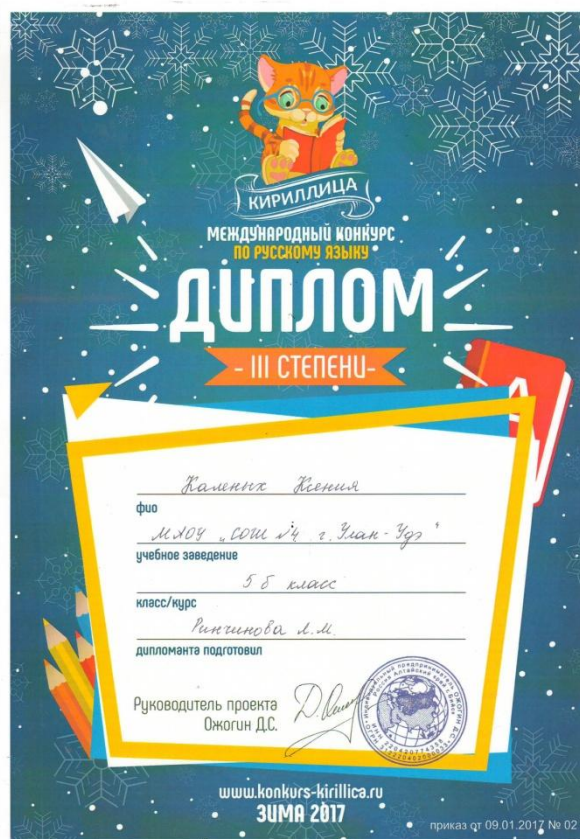 КИРИЛЛИЦА
МЕЖДУНАРОДНЫЙ КОНКУРС
ПО РУССКОМУ ЯЗЫКУ
ДИПЛОМ
- III СТЕПЕНИ-
Каленых Ксения
фио
МАОУ „СОШ №4 г. Улан-Удэ"
учебное заведение
5 б класс
класс/курс
Ринчинова Л.М.
дипломанта подготовил
Руководитель проекта
Ожогин Д.С.
www.konkurs-kirillica.ru
ЗИМА 2017
приказ от 09.01.2017 № 02